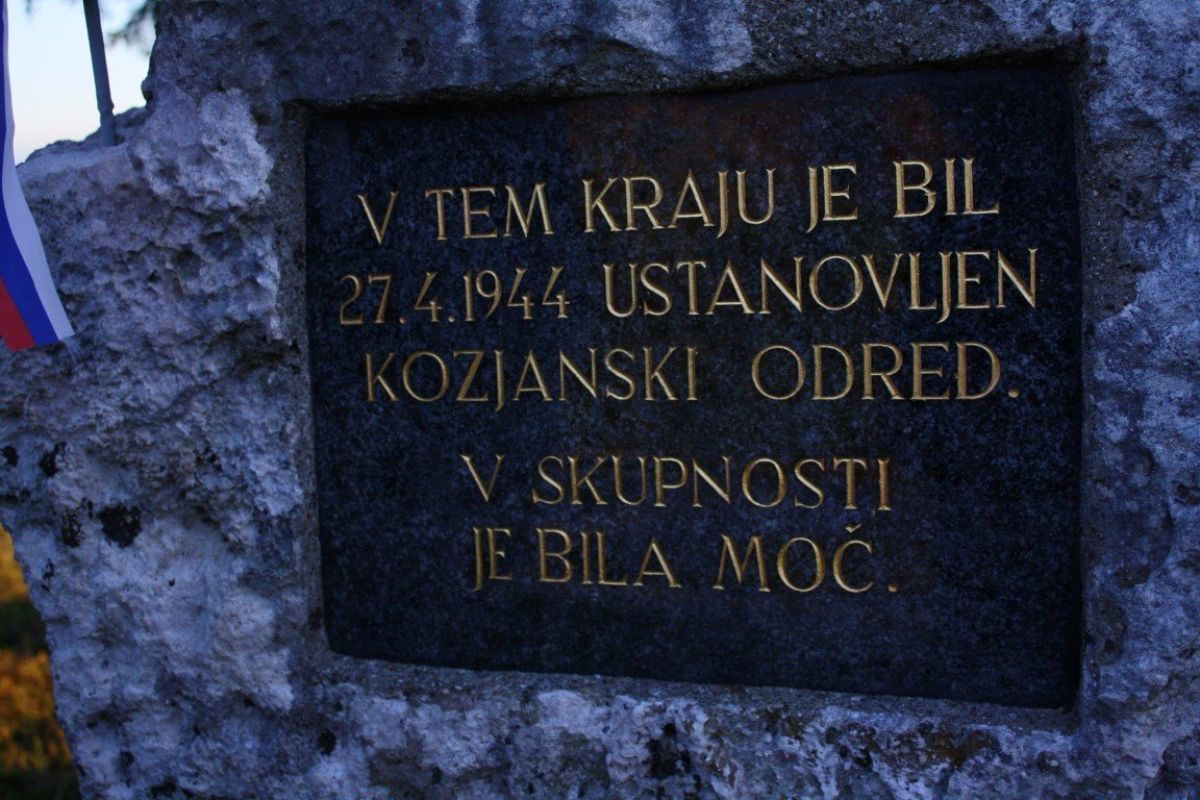 V TEM KRAJU JE BIL
27.4.1944 USTANOVLJEN
KOZJANSKI ODRED.
V SKUPNOSTI
JE BILA MOČ.